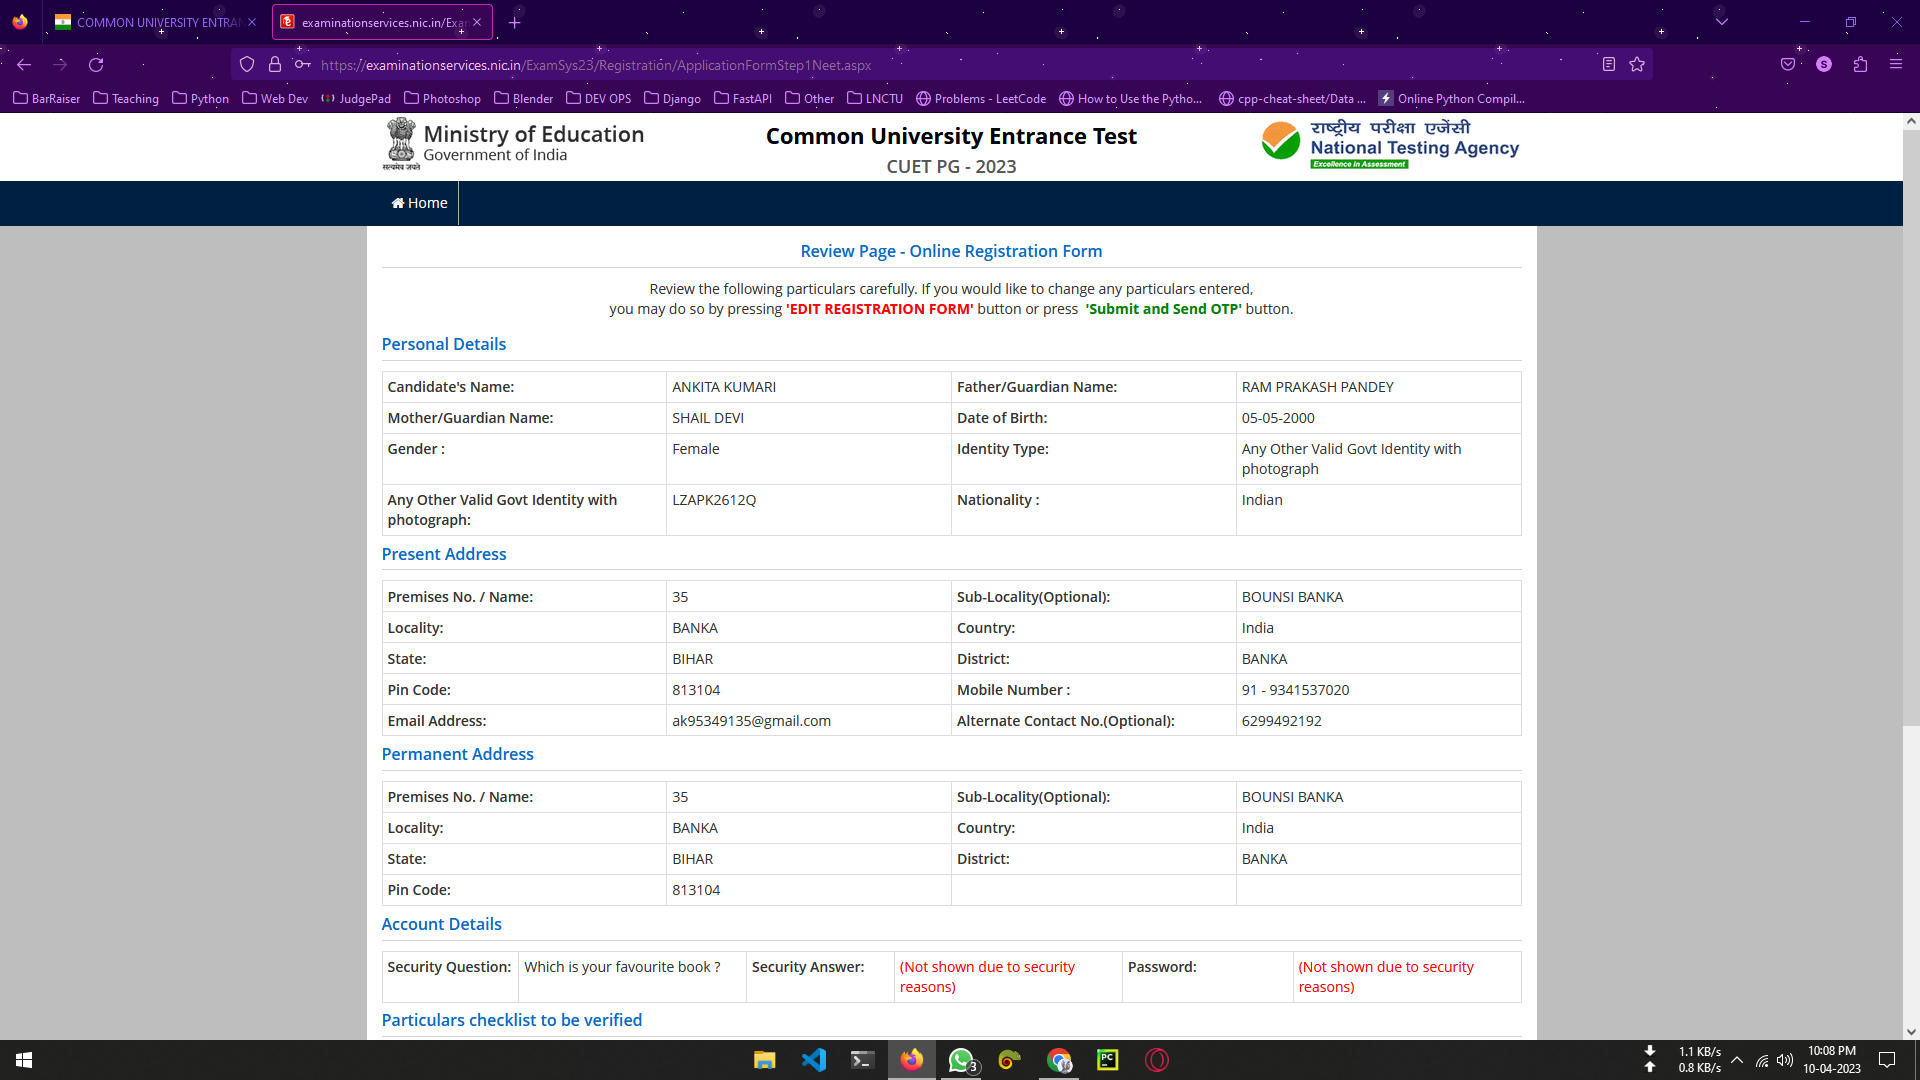 COMMON UNIVERSITY ENTRAN
examinationservices.nic.in/Exam
https://examinationservices.nic.in/ExamSys23/Registration/ApplicationFormStep1Neet.aspx
S
BarRaiser Teaching Python Web Dev JudgePad Photoshop Blender DEV OPS Django FastAPI Other LNCTU Problems - LeetCode How to Use the Pytho... cpp-cheat-sheet/Data ... Online Python Compil...
सत्यमेव जयते
Ministry of Education
Government of India
Common University Entrance Test
CUET PG - 2023
राष्ट्रीय परीक्षा एजेंसी
National Testing Agency
Excellence in Assessment
Home
Review Page - Online Registration Form
Review the following particulars carefully. If you would like to change any particulars entered,
you may do so by pressing 'EDIT REGISTRATION FORM' button or press 'Submit and Send OTP' button.
Personal Details
Candidate's Name: ANKITA KUMARI Father/Guardian Name: RAM PRAKASH PANDEY
Mother/Guardian Name: SHAIL DEVI Date of Birth: 05-05-2000
Gender : Female Identity Type: Any Other Valid Govt Identity with
photograph
Any Other Valid Govt Identity with LZAPK2612Q Nationality : Indian
photograph:
Present Address
Premises No. / Name: 35 Sub-Locality(Optional): BOUNSI BANKA
Locality: BANKA Country: India
State: BIHAR District: BANKA
Pin Code: 813104 Mobile Number : 91 - 9341537020
Email Address: ak95349135@gmail.com Alternate Contact No.(Optional): 6299492192
Permanent Address
Premises No. / Name: 35 Sub-Locality(Optional): BOUNSI BANKA
Locality: BANKA Country: India
State: BIHAR District: BANKA
Pin Code: 813104
Account Details
Security Question: Which is your favourite book ? Security Answer: (Not shown due to security Password: (Not shown due to security
reasons) reasons)
Particulars checklist to be verified
3
PC
1.1 KB/s
0.8 KB/s
10:08 PM
10-04-2023